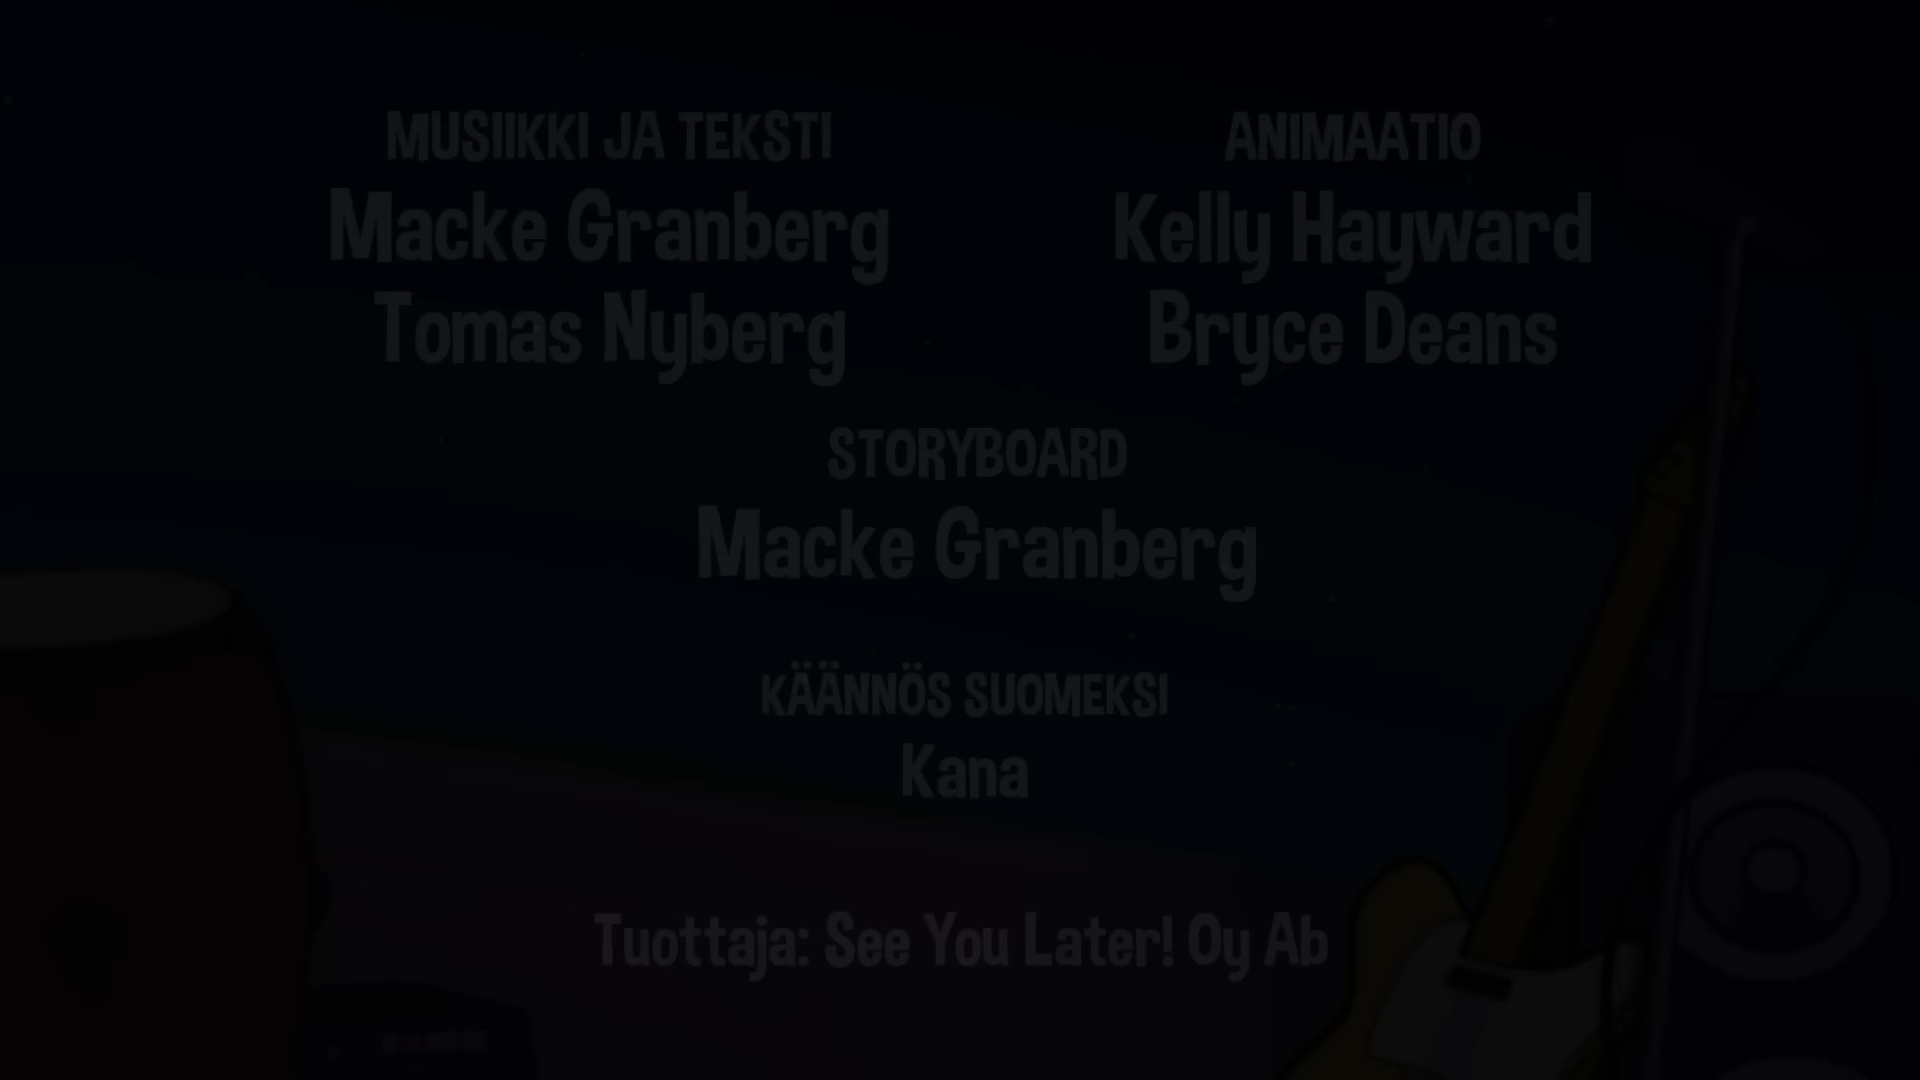 MUSIIKKI JA TEKSTI
Macke Granberg
Tomas Nyberg
ANIMAATIO
Kelly Hayward
Bryce Deans
STORYBOARD
Macke Granberg
KÄÄNNÖS SUOMEKSI
Kana
Tuottaja: See You Later! Oy Ab